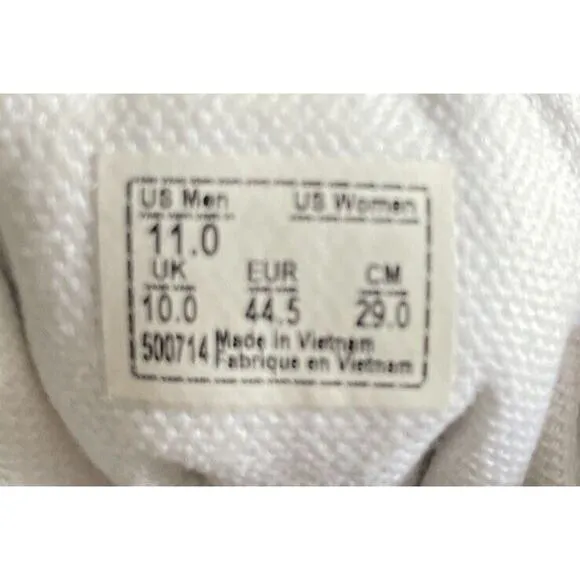 US Men US Women
11.0
UK EUR CM
10.0 44.5 29.0
500714 Made in Vietnam
Fabrique en Vietnam